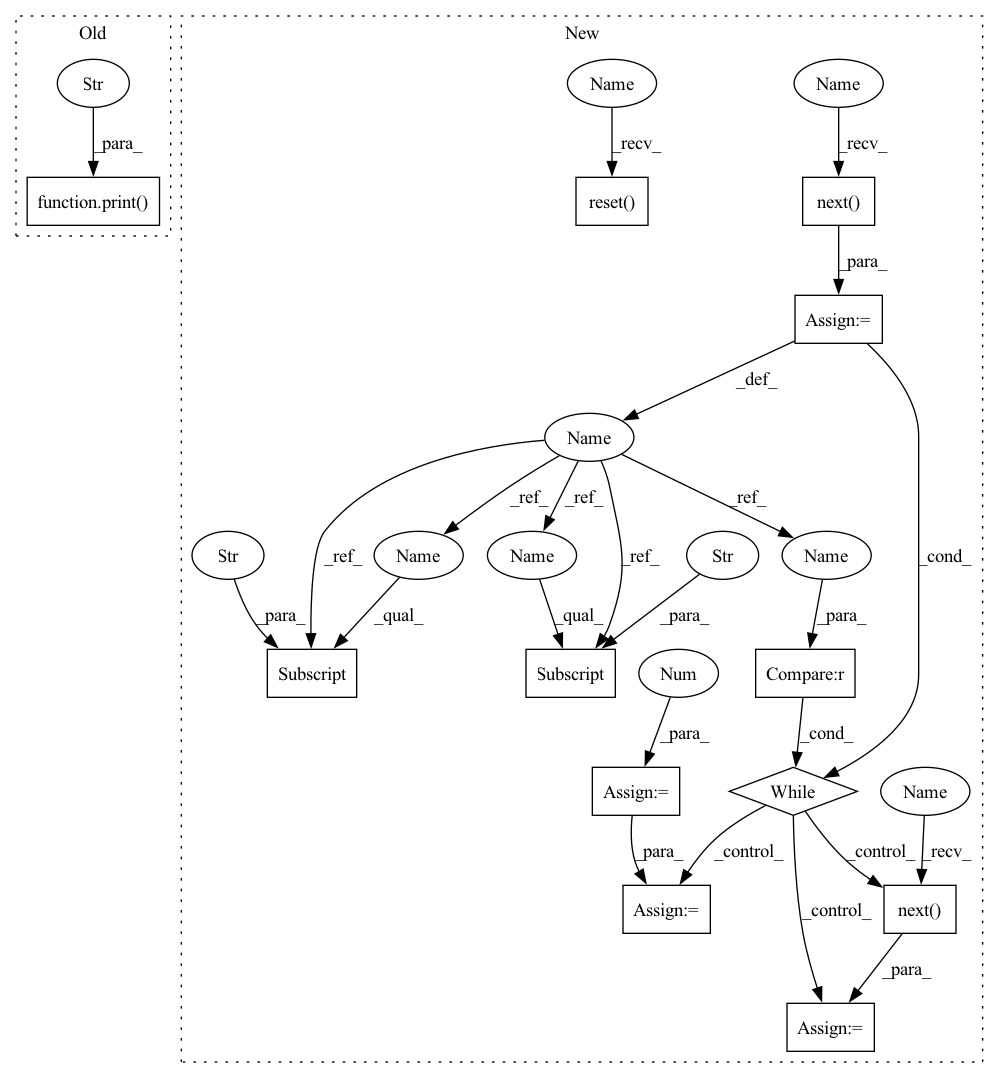 Old
New
Str
Name
Name
_para_
_recv_
_recv_
function.print()
reset()
next()
_para_
Assign:=
_def_
Name
_ref_
_ref_
_ref_
Str
Name
Name
Str
Name
_ref_
_ref_
_cond_
_para_
_qual_
_qual_
_para_
_para_
Subscript
Subscript
Num
Compare:r
_para_
_cond_
Assign:=
While
Name
_para_
_control_
_control_
_recv_
Assign:=
_control_
next()
_para_
Assign:=